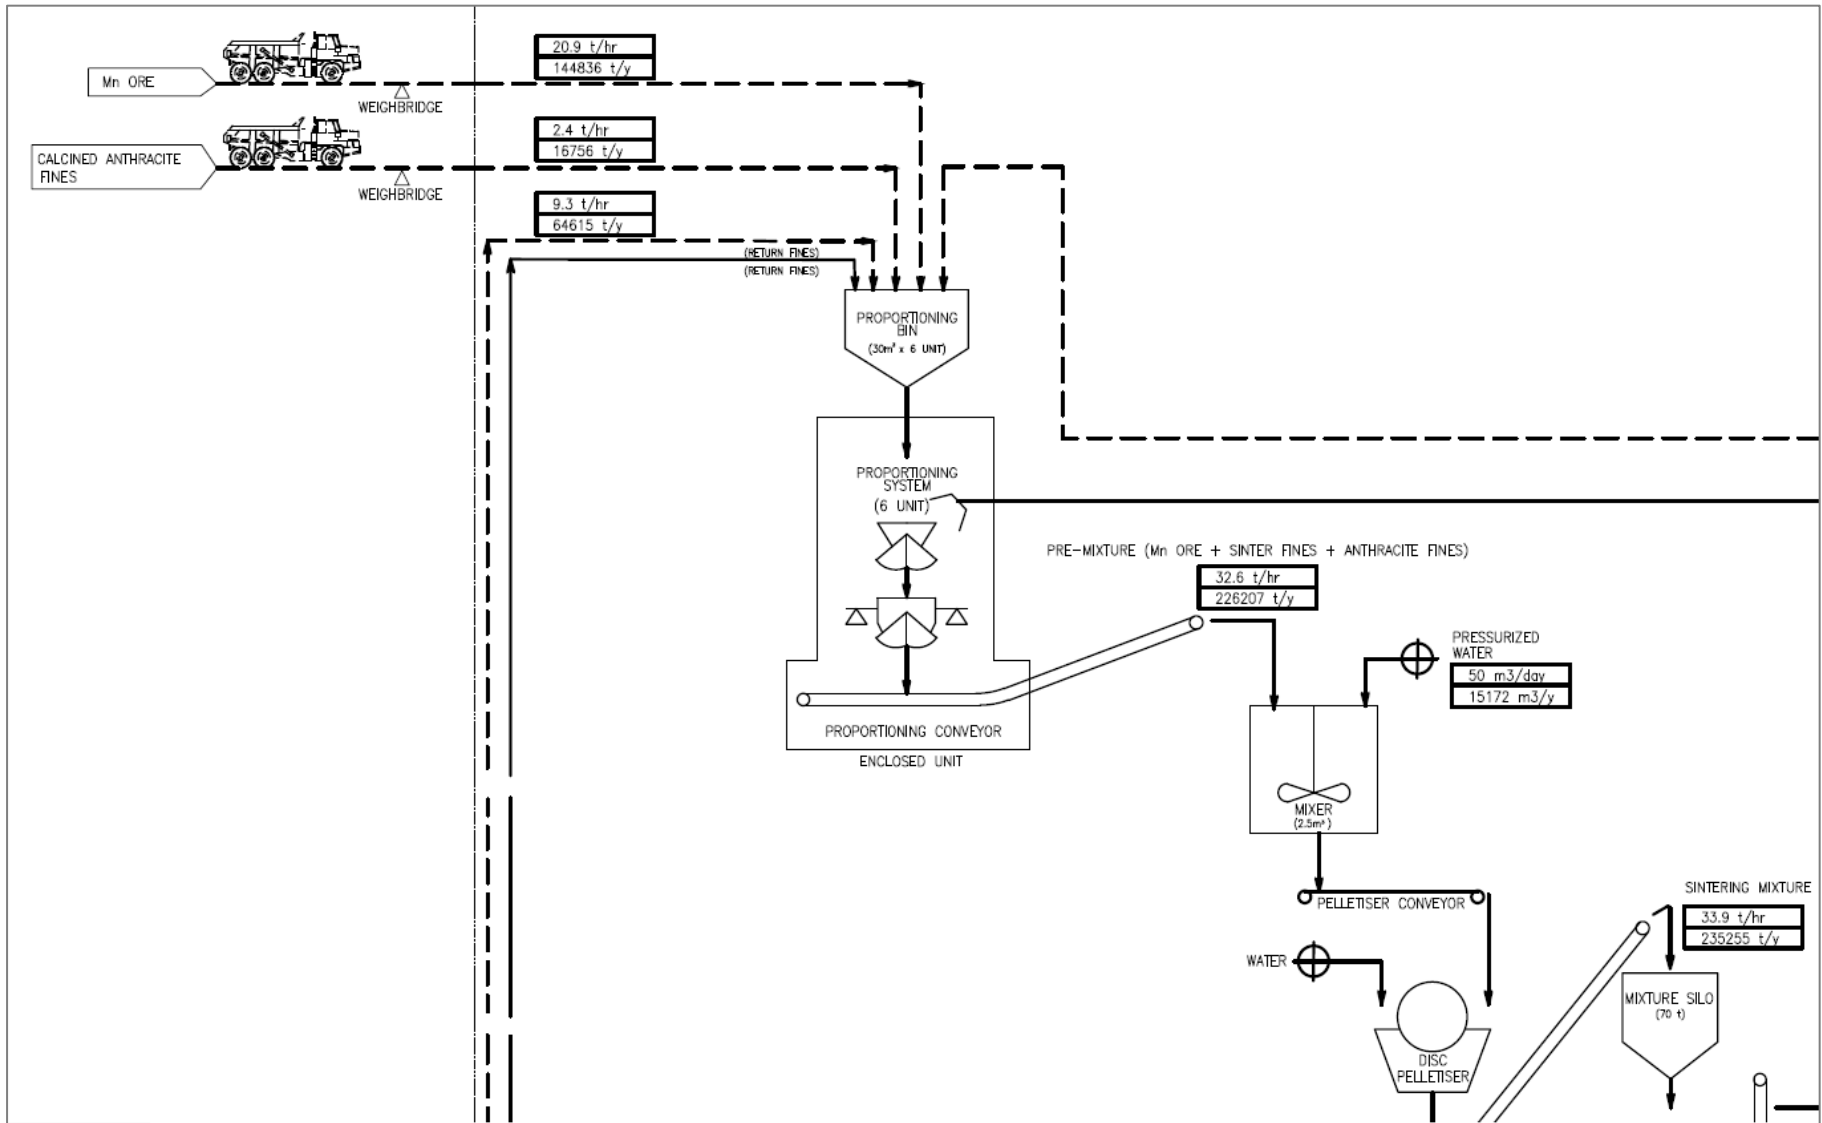 20.9 t/hr
144836 t/y
Mn ORE
WEIGHBRIDGE
2.4 t/hr
16756 t/y
CALCINED ANTHRACITE
FINES
WEIGHBRIDGE
9.3 t/hr
64615 t/y
(RETURN FINES)
(RETURN FINES)
PROPORTIONING
BIN
(30m³ x 6 UNIT)
PROPORTIONING
SYSTEM
(6 UNIT)
PRE-MIXTURE (Mn ORE + SINTER FINES + ANTHRACITE FINES)
32.6 t/hr
226207 t/y
PRESSURIZED
WATER
50 m3/day
15172 m3/y
PROPORTIONING CONVEYOR
ENCLOSED UNIT
MIXER
(2.5m³)
PELLETISER CONVEYOR
SINTERING MIXTURE
33.9 t/hr
235255 t/y
WATER
MIXTURE SILO
(70 t)
DISC
PELLETISER